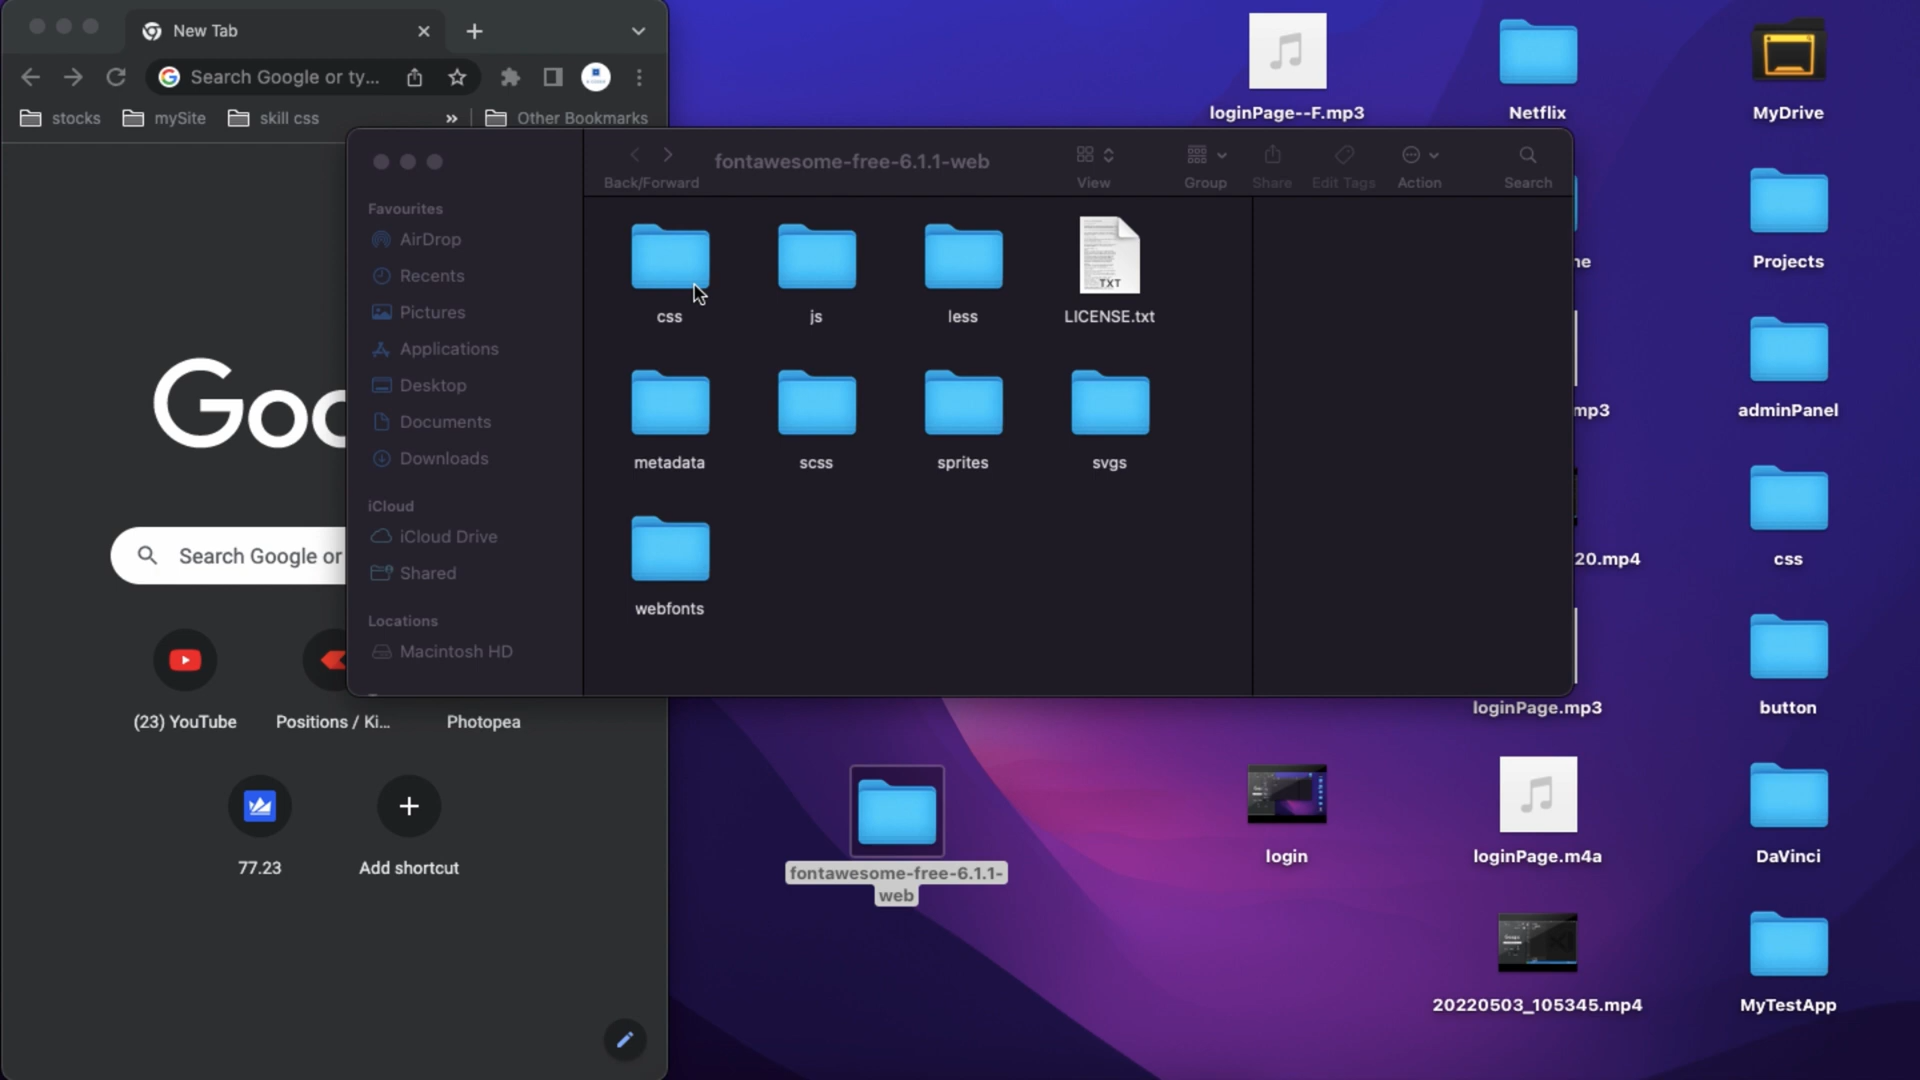 New Tab
Search Google or ty...
stocks
mySite
skill css
»
Other Bookmarks
Goo
Search Google or
(23) YouTube
Positions / Ki...
Photopea
77.23
Add shortcut
fontawesome-free-6.1.1-web
Back/Forward
View
Group
Share
Edit Tags
Action
Search
Favourites
AirDrop
Recents
Pictures
Applications
Desktop
Documents
Downloads
iCloud
iCloud Drive
Shared
Locations
Macintosh HD
css
js
less
TXT
LICENSE.txt
metadata
scss
sprites
svgs
webfonts
fontawesome-free-6.1.1-
web
loginPage--F.mp3
Netflix
MyDrive
ne
Projects
mp3
adminPanel
20.mp4
css
loginPage.mp3
button
login
loginPage.m4a
DaVinci
20220503_105345.mp4
MyTestApp